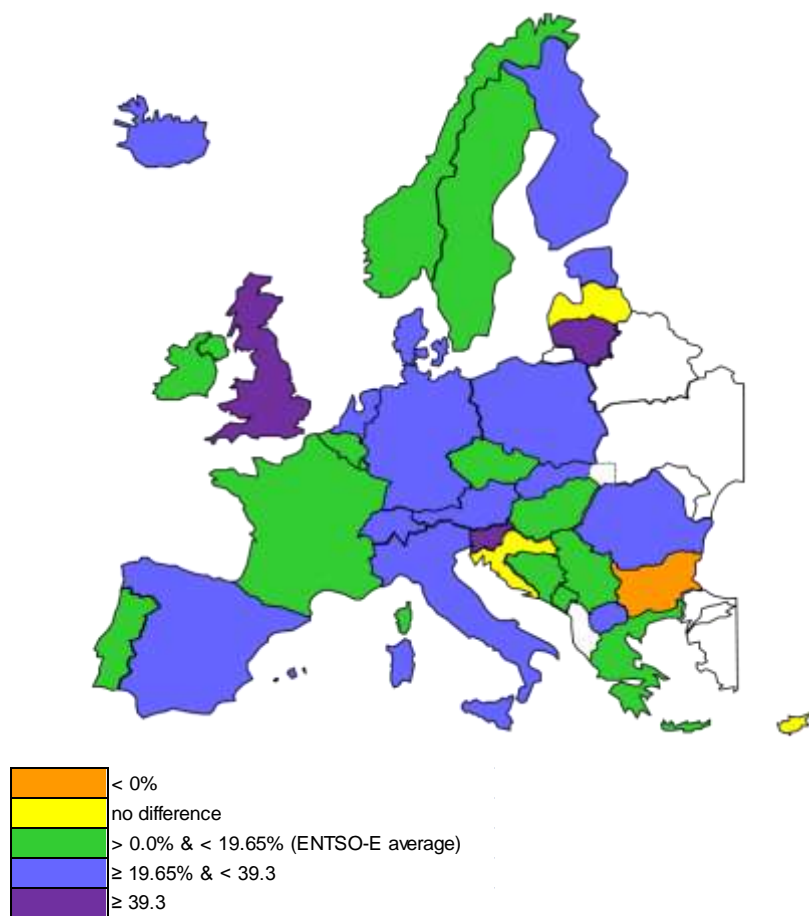 < 0%
no difference
> 0.0% & < 19.65% (ENTSO-E average)
≥ 19.65% & < 39.3
≥ 39.3